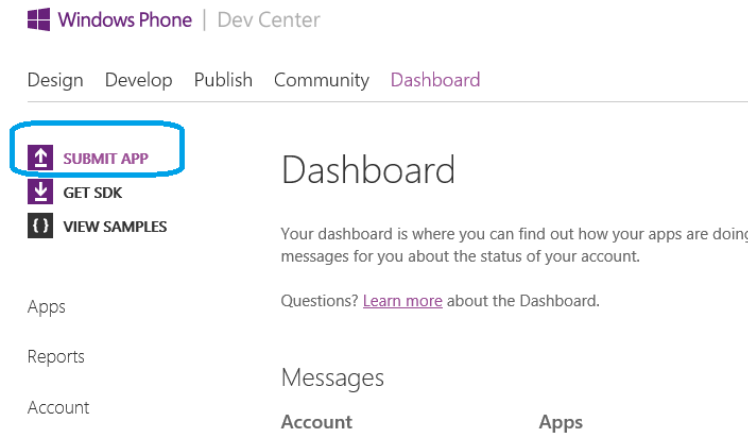 Windows Phone | Dev Center
Design Develop Publish Community Dashboard
SUBMIT APP
GET SDK
VIEW SAMPLES
Apps
Reports
Account
Dashboard
Your dashboard is where you can find out how your apps are doing
messages for you about the status of your account.
Questions? Learn more about the Dashboard.
Messages
Account Apps